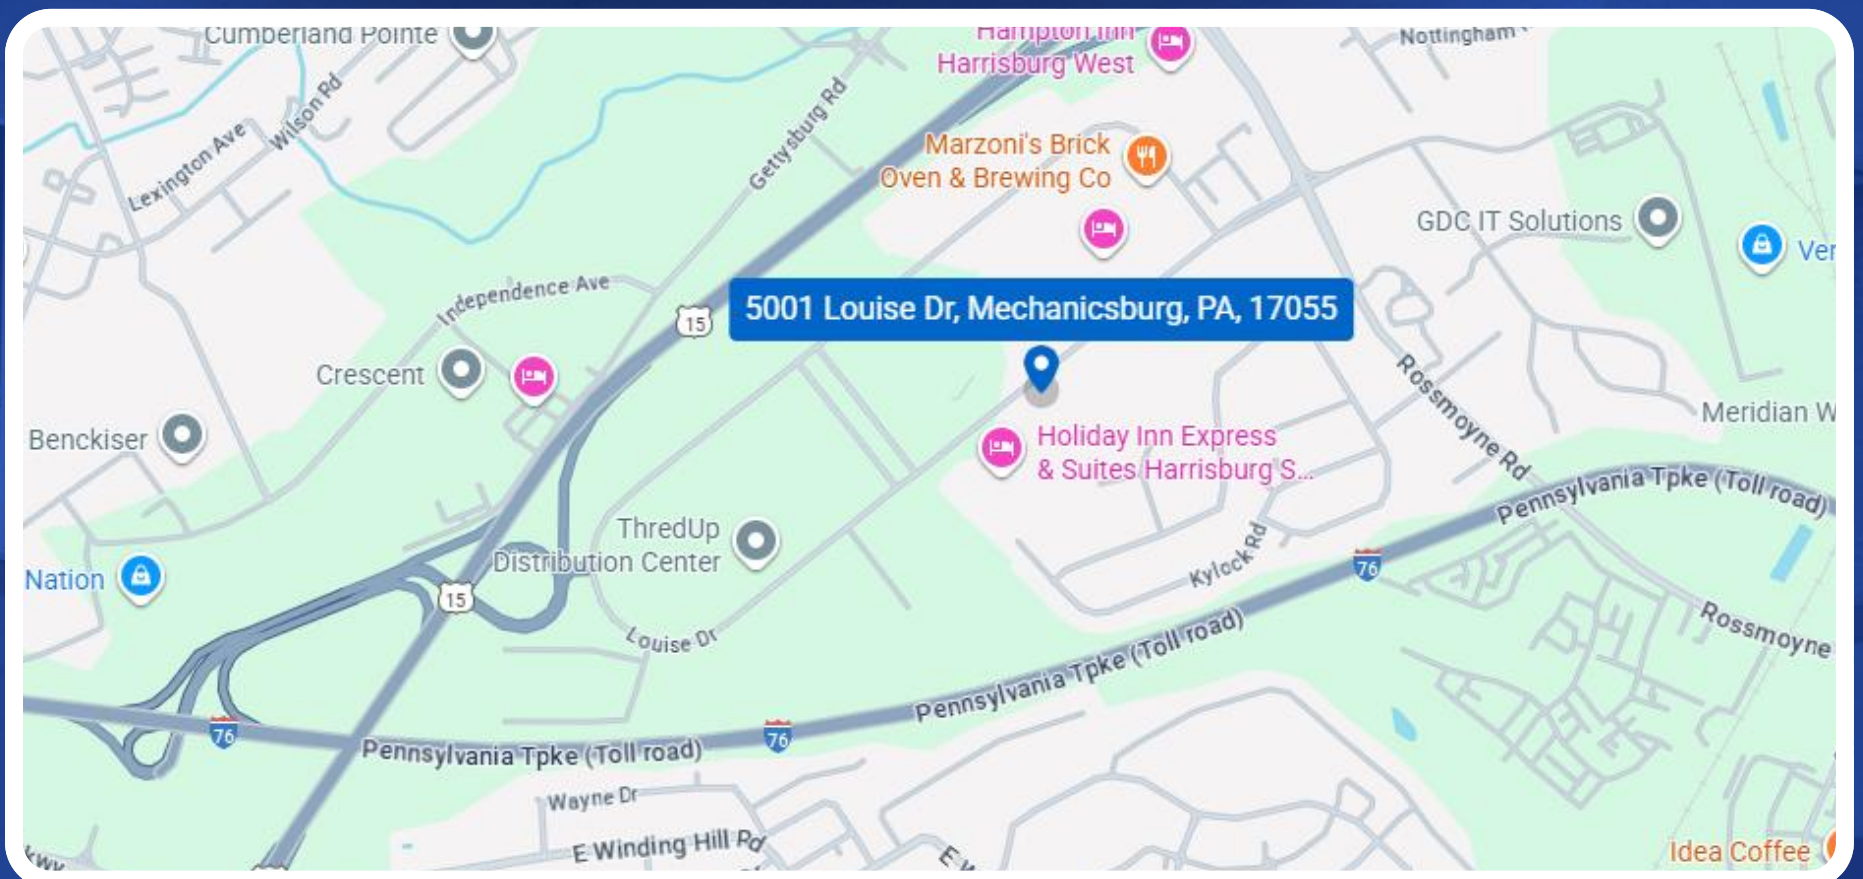 Cumberland Pointe
Hampton Inn
Harrisburg West
Nottingham
Wilson Rd
Lexington Ave
Gettysburg Rd
Marzoni's Brick
Oven & Brewing Co
GDC IT Solutions
Ver
Independence Ave
15
5001 Louise Dr, Mechanicsburg, PA, 17055
Crescent
Rossmoyne Rd
Meridian W
Benckiser
Holiday Inn Express
& Suites Harrisburg S...
Pennsylvania Tpke (Toll road)
ThredUp
Distribution Center
Kylock Rd
76
Nation
15
Louise Dr
Rossmoyne
Pennsylvania Tpke (Toll road)
76
76
Pennsylvania Tpke (Toll road)
Wayne Dr
E Winding Hill Rd
E
Idea Coffee
kwy